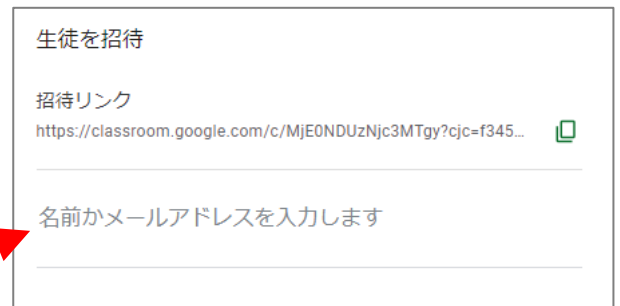 生徒を招待
招待リンク
https://classroom.google.com/c/MjE0NDUzNjc3MTgy?cjc=f345...
名前かメールアドレスを入力します